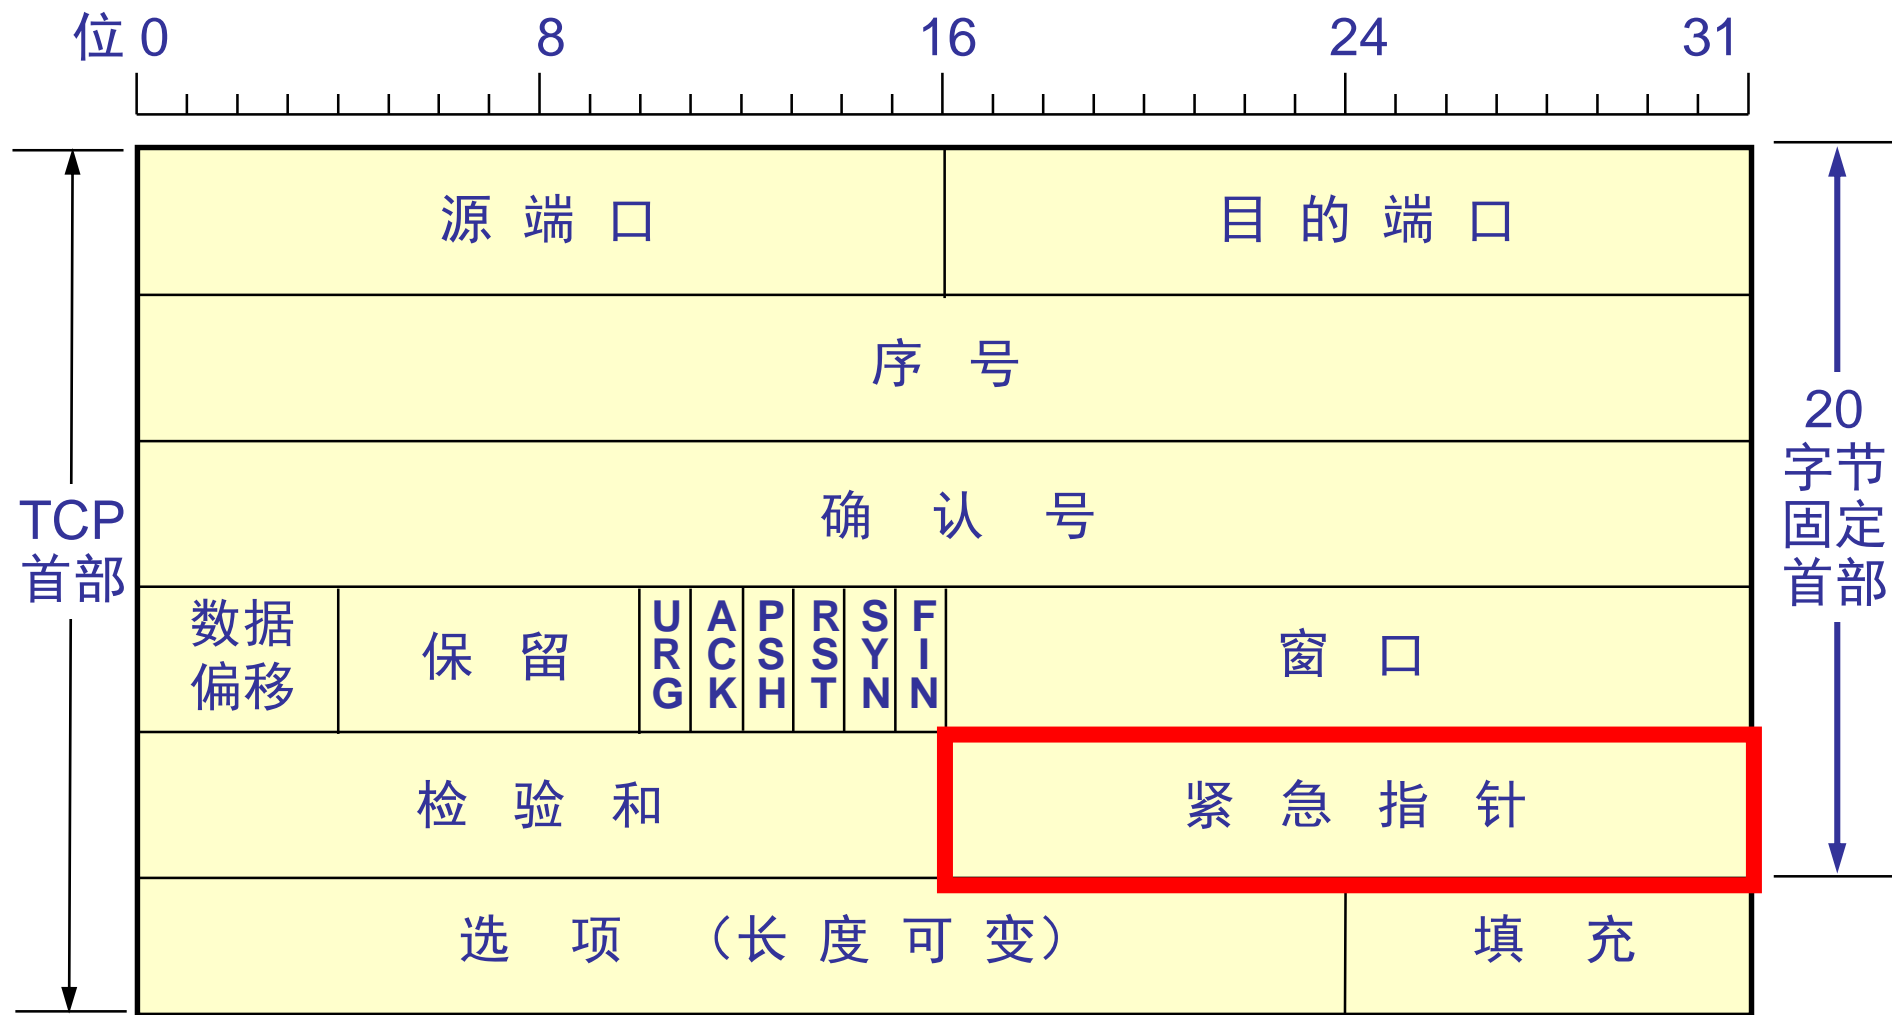 位 0 8 16 24 31
源端口 目的端口
序号
确认号
TCP
首部
20
字节
固定
首部
数据
偏移
保留
URG
ACK
PSH
RST
SYN
FIN
窗口
检验和 紧急指针
选项（长度可变） 填充